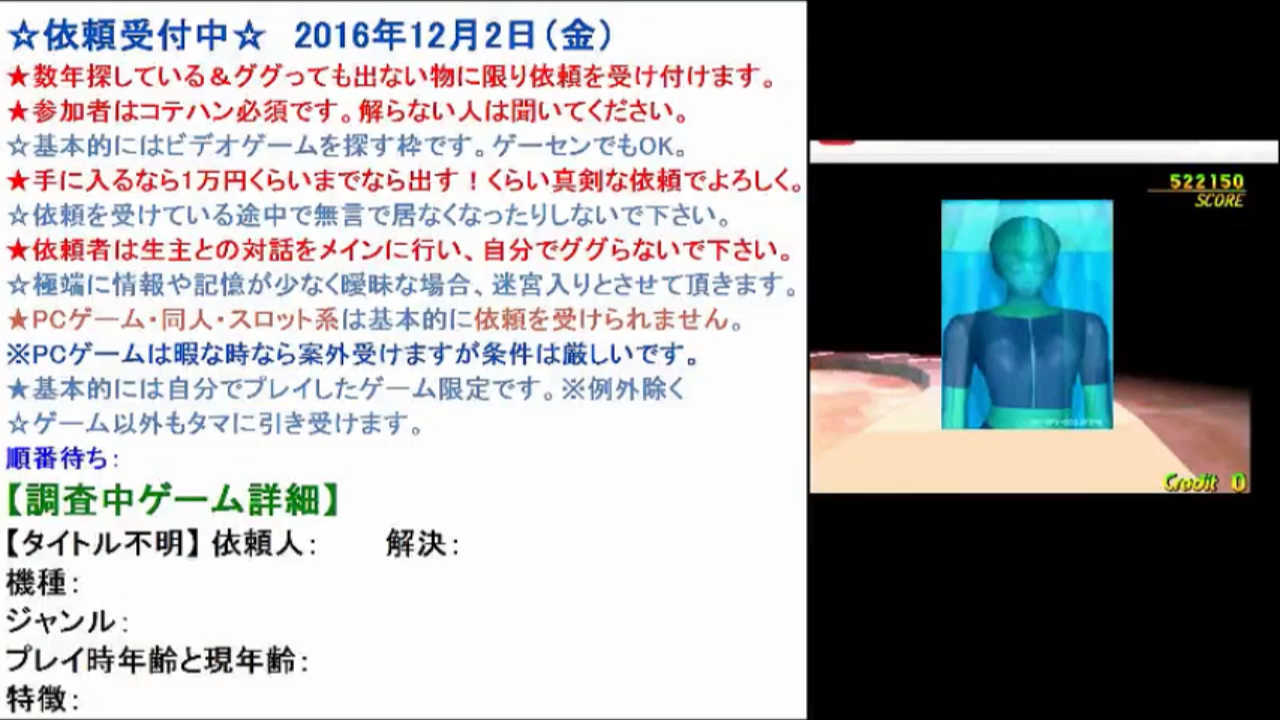 ☆依頼受付中☆　2016年12月2日（金）
★数年探している＆ググっても出ない物に限り依頼を受け付けます。
★参加者はコテハン必須です。解らない人は聞いてください。
☆基本的にはビデオゲームを探す枠です。ゲーセンでもOK。
★手に入るなら1万円くらいまでなら出す！くらい真剣な依頼でよろしく。
☆依頼を受けている途中で無言で居なくなったりしないで下さい。
★依頼者は生主との対話をメインに行い、自分でググらないで下さい。
☆極端に情報や記憶が少なく曖昧な場合、迷宮入りとさせて頂きます。
★PCゲーム・同人・スロット系は基本的に依頼を受けられません。
※PCゲームは暇な時なら案外受けますが条件は厳しいです。
★基本的には自分でプレイしたゲーム限定です。※例外除く
☆ゲーム以外もタマに引き受けます。
順番待ち：
【調査中ゲーム詳細】
【タイトル不明】依頼人：　　解決：
機種：
ジャンル：
プレイ時年齢と現年齢：
特徴：
522150
SCORE
Credit 0